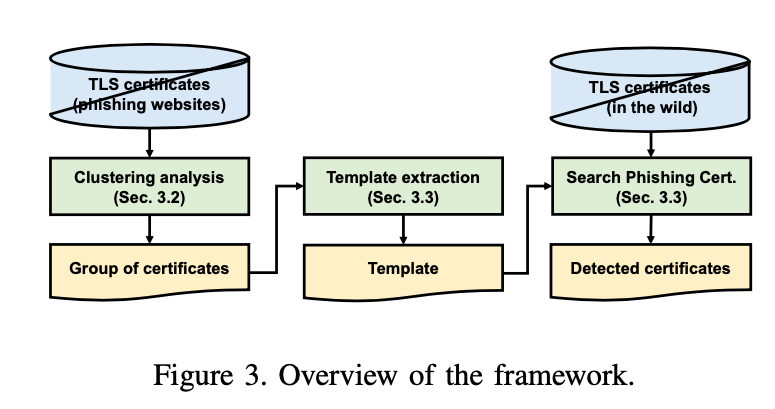 TLS certificates
(phishing websites)
TLS certificates
(in the wild)
Clustering analysis
(Sec. 3.2)
Template extraction
(Sec. 3.3)
Search Phishing Cert.
(Sec. 3.3)
Group of certificates
Template
Detected certificates
Figure 3. Overview of the framework.